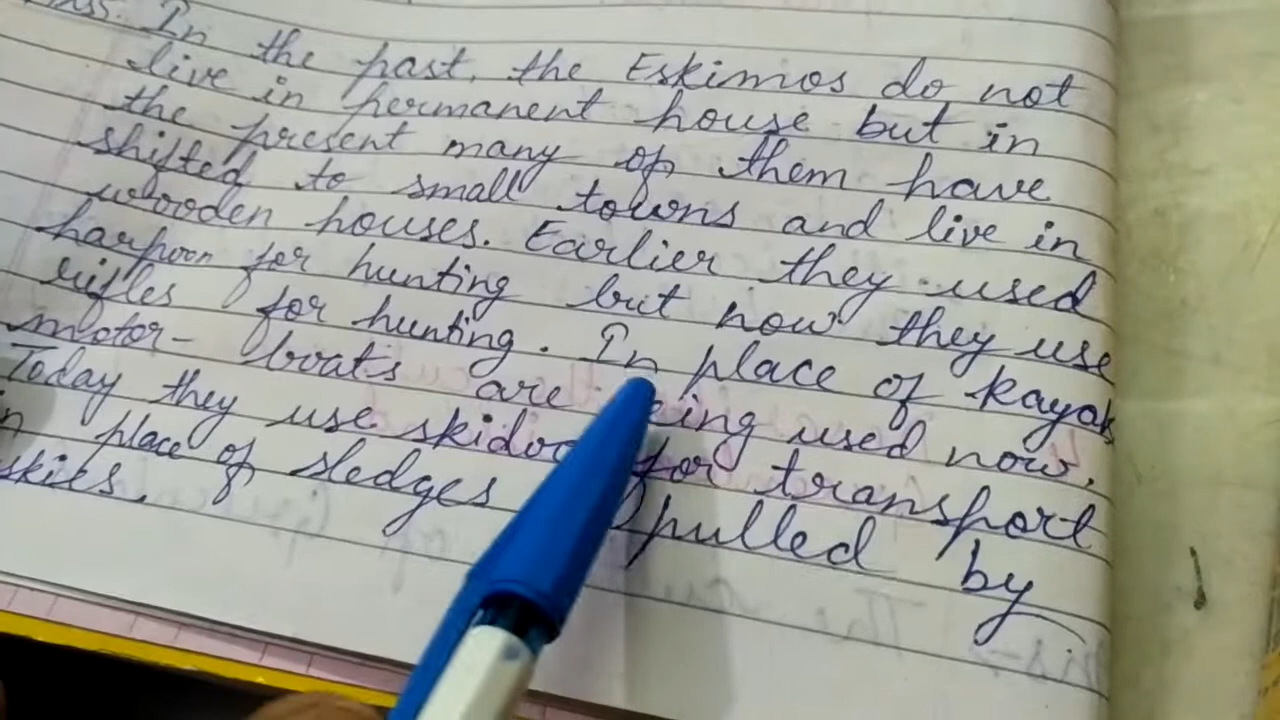 In the past, the Eskimos do not
live in permanent house but in
the present many of them have
shifted to small towns and live in
wooden houses. Earlier they used
harpoon for hunting but now they use
rifles for hunting. In place of kayak
motor-boats are being used now.
Today they use skidoo for transport
in place of sledges pulled by
skies.